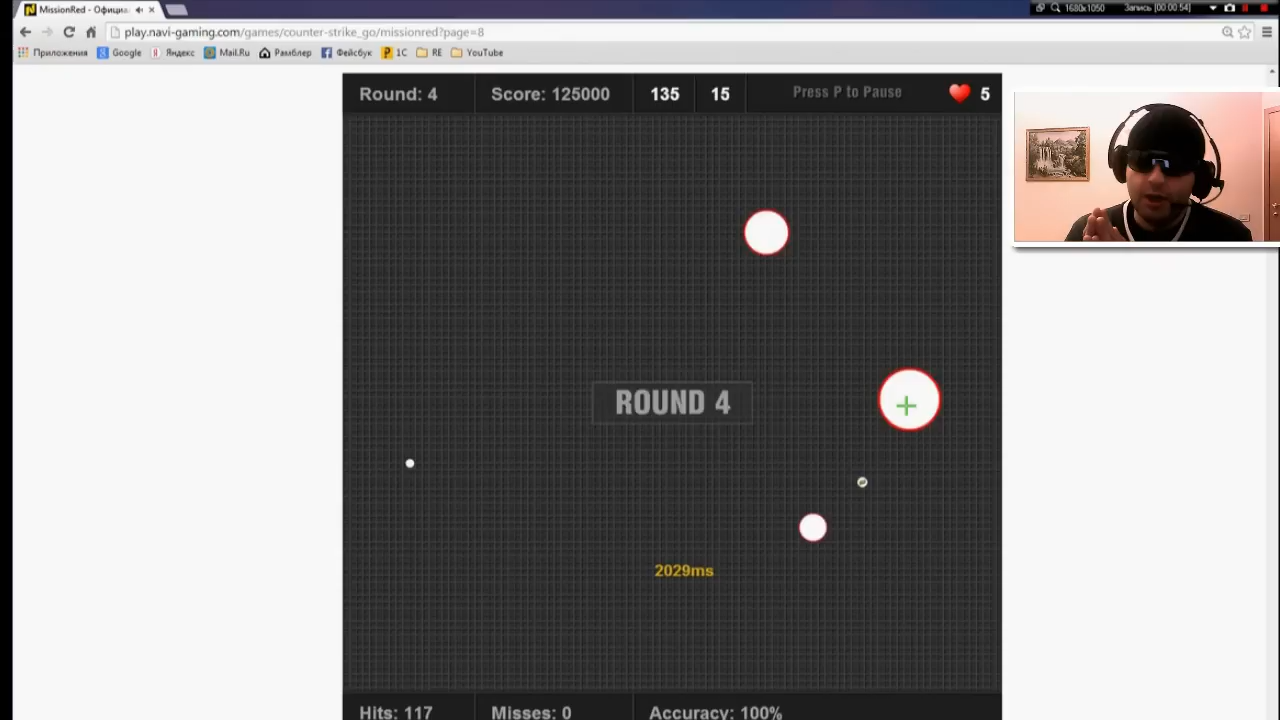 MissionRed - Официа
1680x1050
Запись [00:00:54]
play.navi-gaming.com/games/counter-strike_go/missionred?page=8
Приложения Google Яндекс Mail.Ru Рамблер Фейсбук 1C RE YouTube
Round: 4 Score: 125000 135 15 Press P to Pause 5
ROUND 4
2029ms
Hits: 117 Misses: 0 Accuracy: 100%